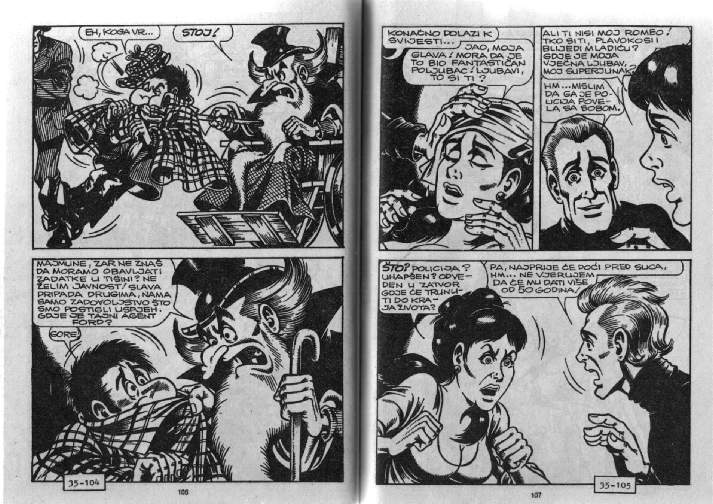 EH, KOGA VR...
STOJ!
MAJMUNE, ZAR NE ZNAŠ
DA MORAMO OBAVLJATI
ZADATKE U TIŠINI? NE
ŽELIM JAVNOST! SLAVA
PRIPADA DRUGIMA, NAMA
SAMO ZADOVOLJSTVO ŠTO
SMO POSTIGLI USPJEH.
GDJE JE TAJNI AGENT
FORD?
GORE!
35-104
106
KONAČNO DOLAZI K
SVIJESTI...
JAO, MOJA
GLAVA! MORA DA JE
TO BIO FANTASTIČAN
POLJUBAC! LJUBAVI,
TO SI TI?
ALI TI NISI MOJ ROMEO!
TKO SI TI, PLAVOKOSI I
BLIJEDI MLADIĆU?
GDJE JE MOJA
VJEČNA LJUBAV,
MOJ SUPERJUNAK?
HM...MISLIM
DA GA JE PO-
LICIJA POVE-
LA SA SOBOM.
ŠTO? POLICIJA?
UHAPŠEN? ODVE-
DEN U ZATVOR
GDJE ĆE TRUNU-
TI DO KRA-
JA ŽIVOTA?
PA, NAJPRIJE ĆE DOĆI PRED SUCA,
HM... NE VJERUJEM
DA ĆE MU DATI VIŠE
OD 50 GODINA!
35-105
107